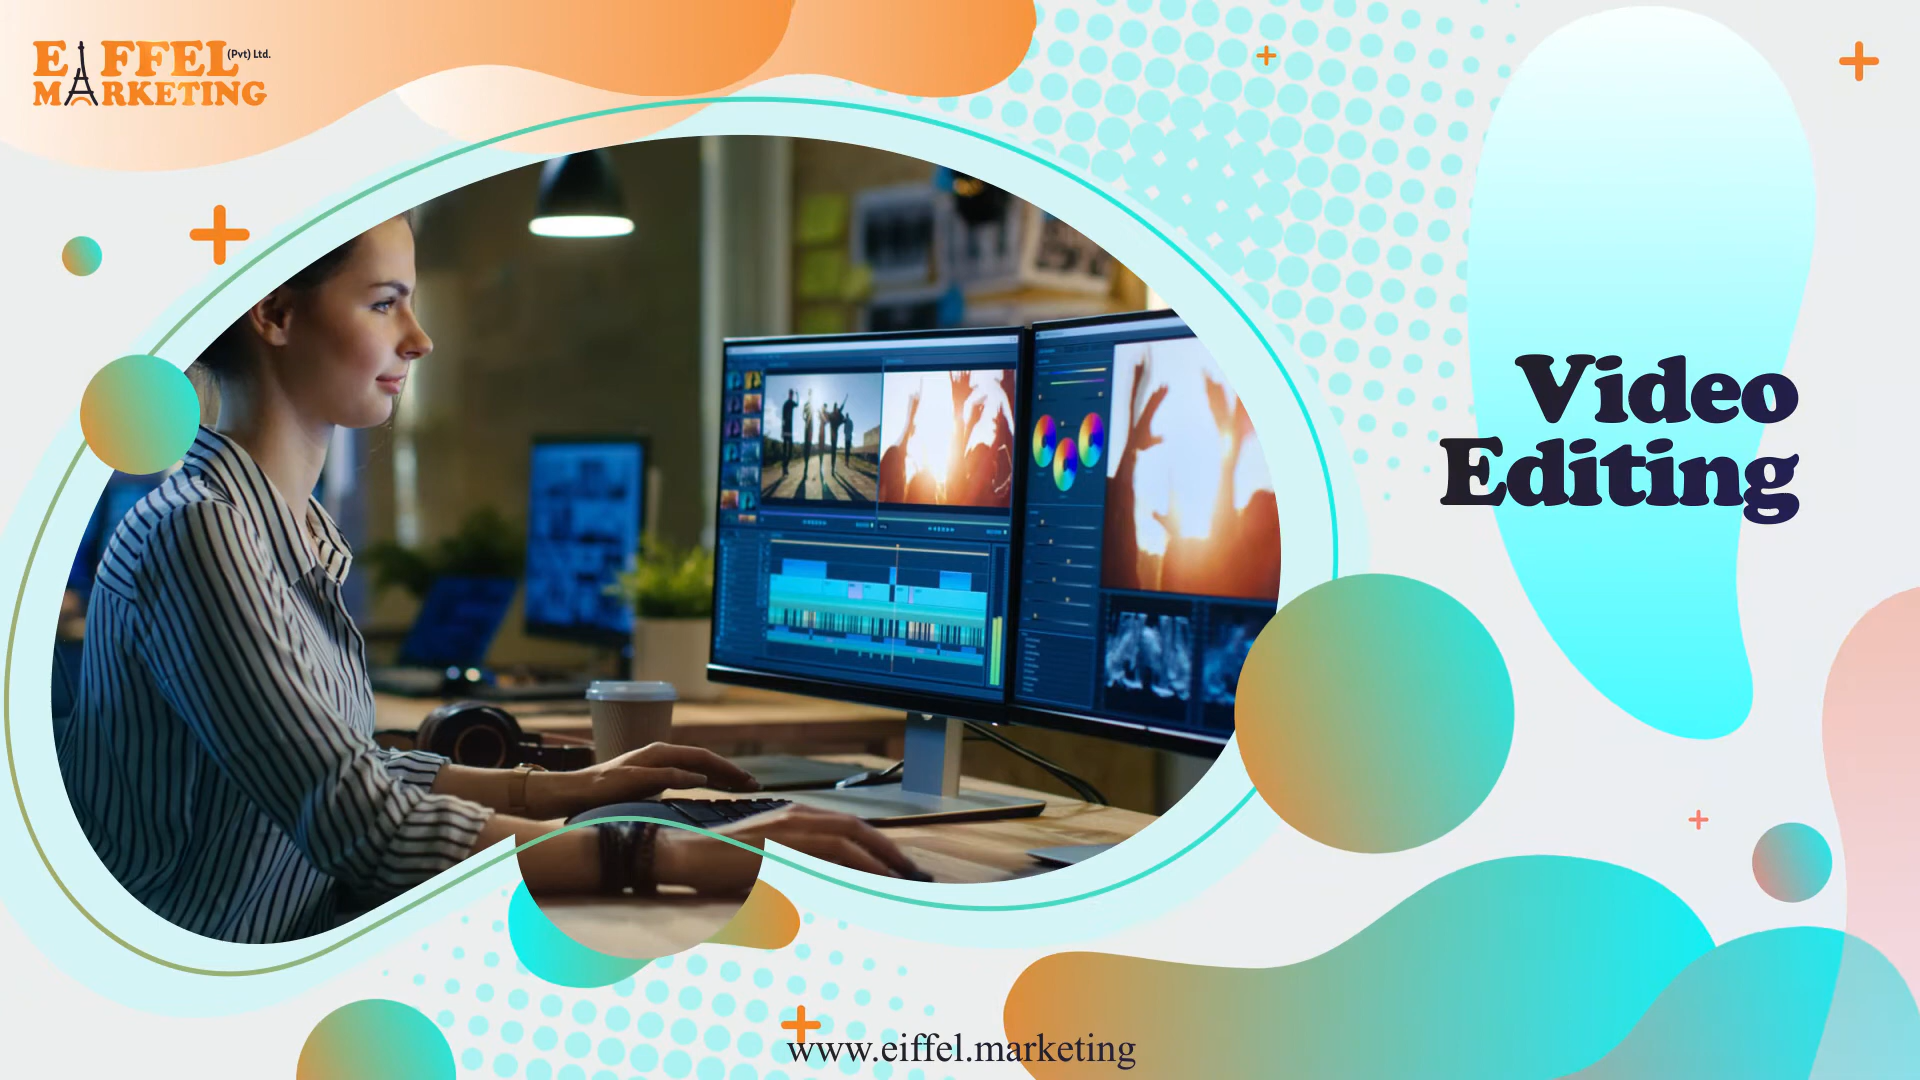 EIFFEL (Pvt) Ltd.
MARKETING
Video
Editing
www.eiffel.marketing